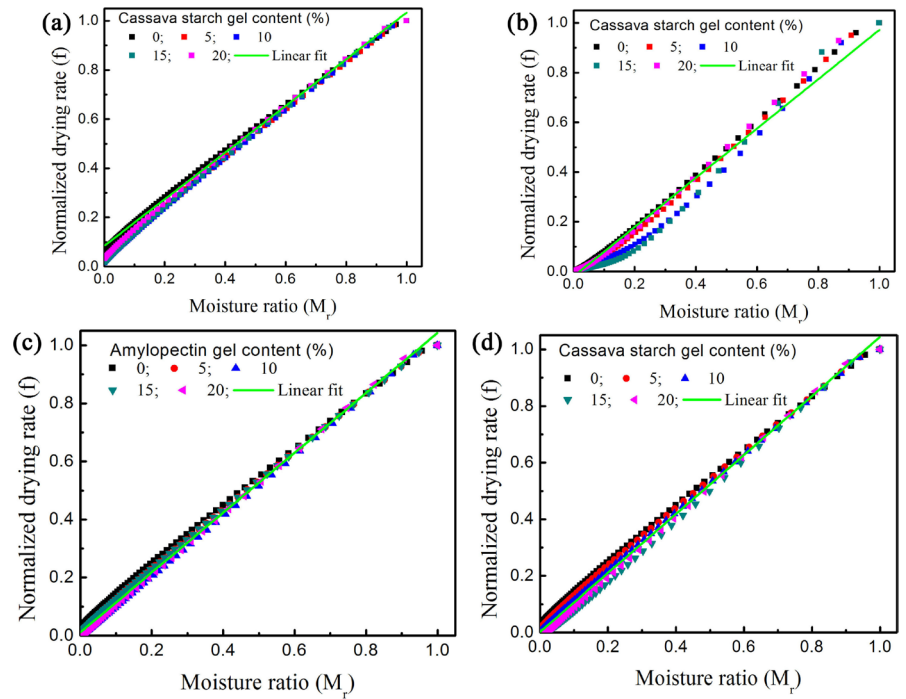 (a)
Cassava starch gel content (%)
0; 5; 10
15; 20; Linear fit
Normalized drying rate (f)
1.0
0.8
0.6
0.4
0.2
0.0
0.0 0.2 0.4 0.6 0.8 1.0
Moisture ratio (Mr)
(b)
Cassava starch gel content (%)
0; 5; 10
15; 20; Linear fit
Normalized drying rate (f)
1.0
0.8
0.6
0.4
0.2
0.0
0.0 0.2 0.4 0.6 0.8 1.0
Moisture ratio (Mr)
(c)
Amylopectin gel content (%)
0; 5; 10
15; 20; Linear fit
Normalized drying rate (f)
1.0
0.8
0.6
0.4
0.2
0.0
0.0 0.2 0.4 0.6 0.8 1.0
Moisture ratio (Mr)
(d)
Cassava starch gel content (%)
0; 5; 10
15; 20; Linear fit
Normalized drying rate (f)
1.0
0.8
0.6
0.4
0.2
0.0
0.0 0.2 0.4 0.6 0.8 1.0
Moisture ratio (Mr)